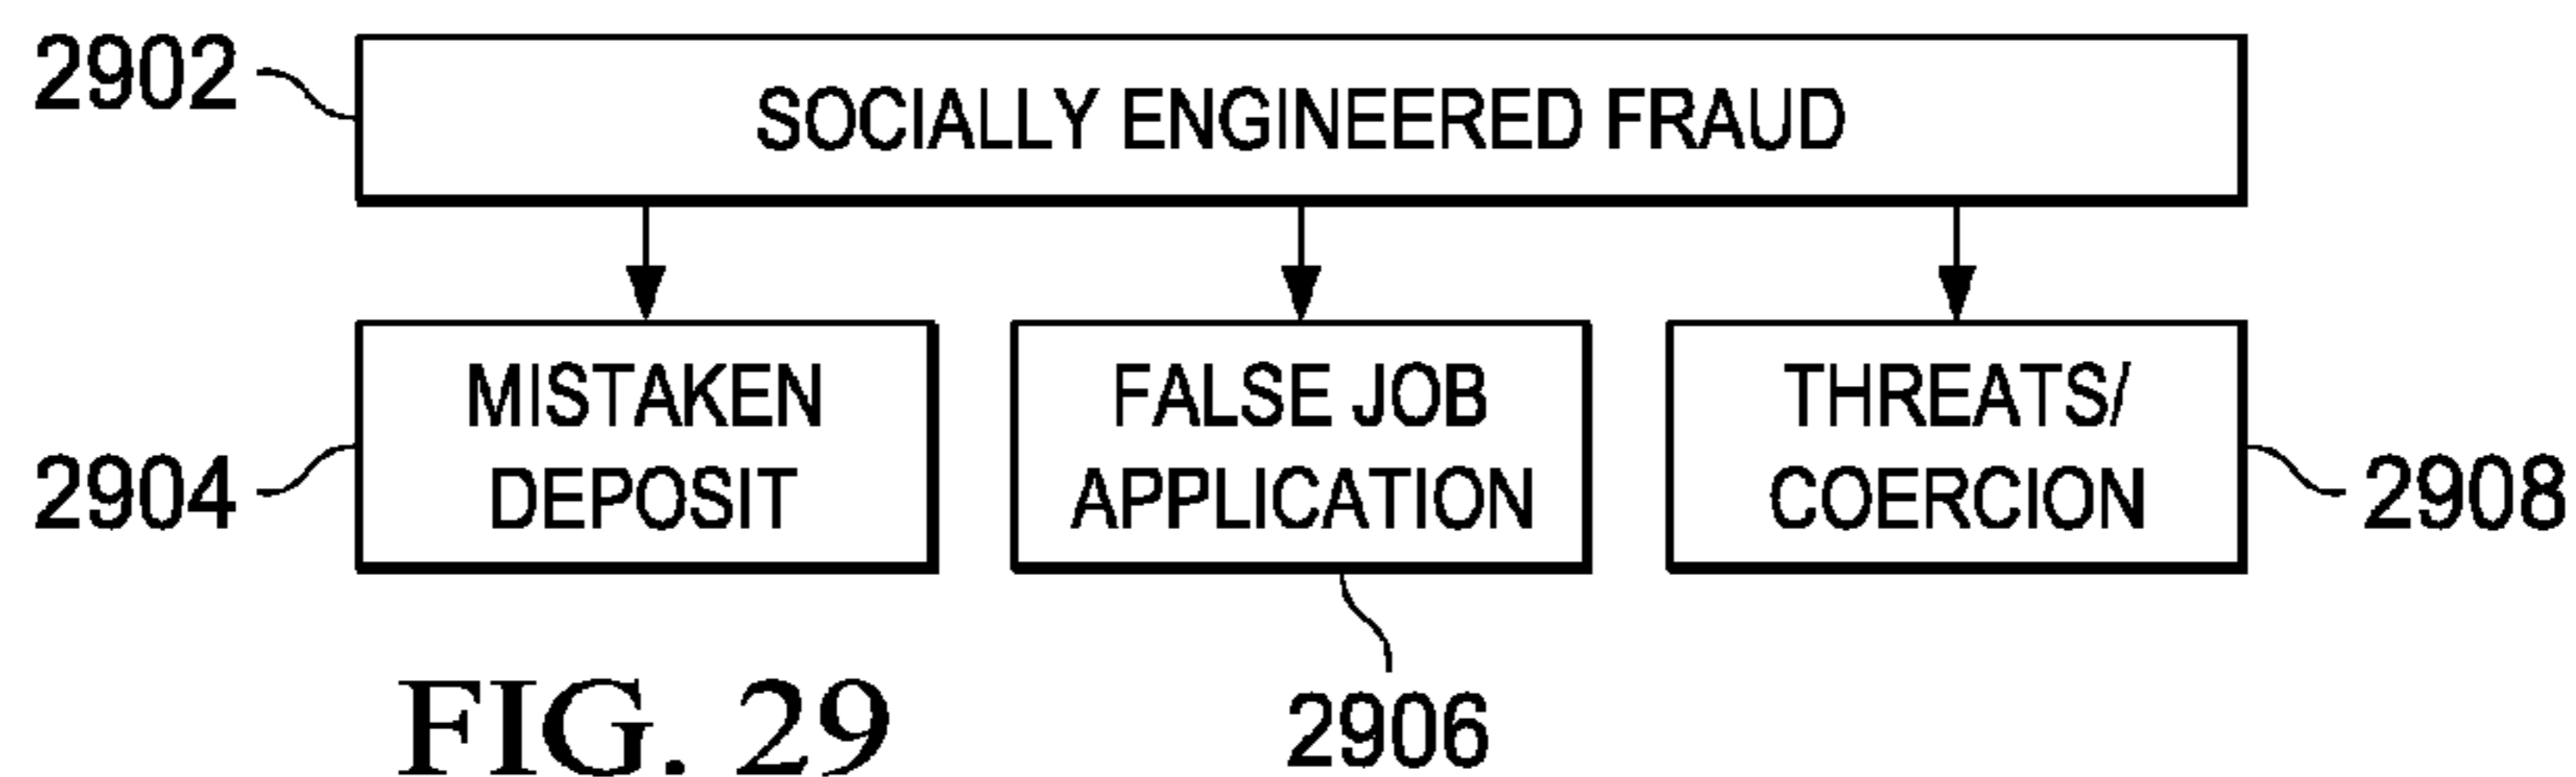 2902
SOCIALLY ENGINEERED FRAUD
MISTAKEN
DEPOSIT
2904
FALSE JOB
APPLICATION
2906
THREATS/
COERCION
2908
FIG. 29